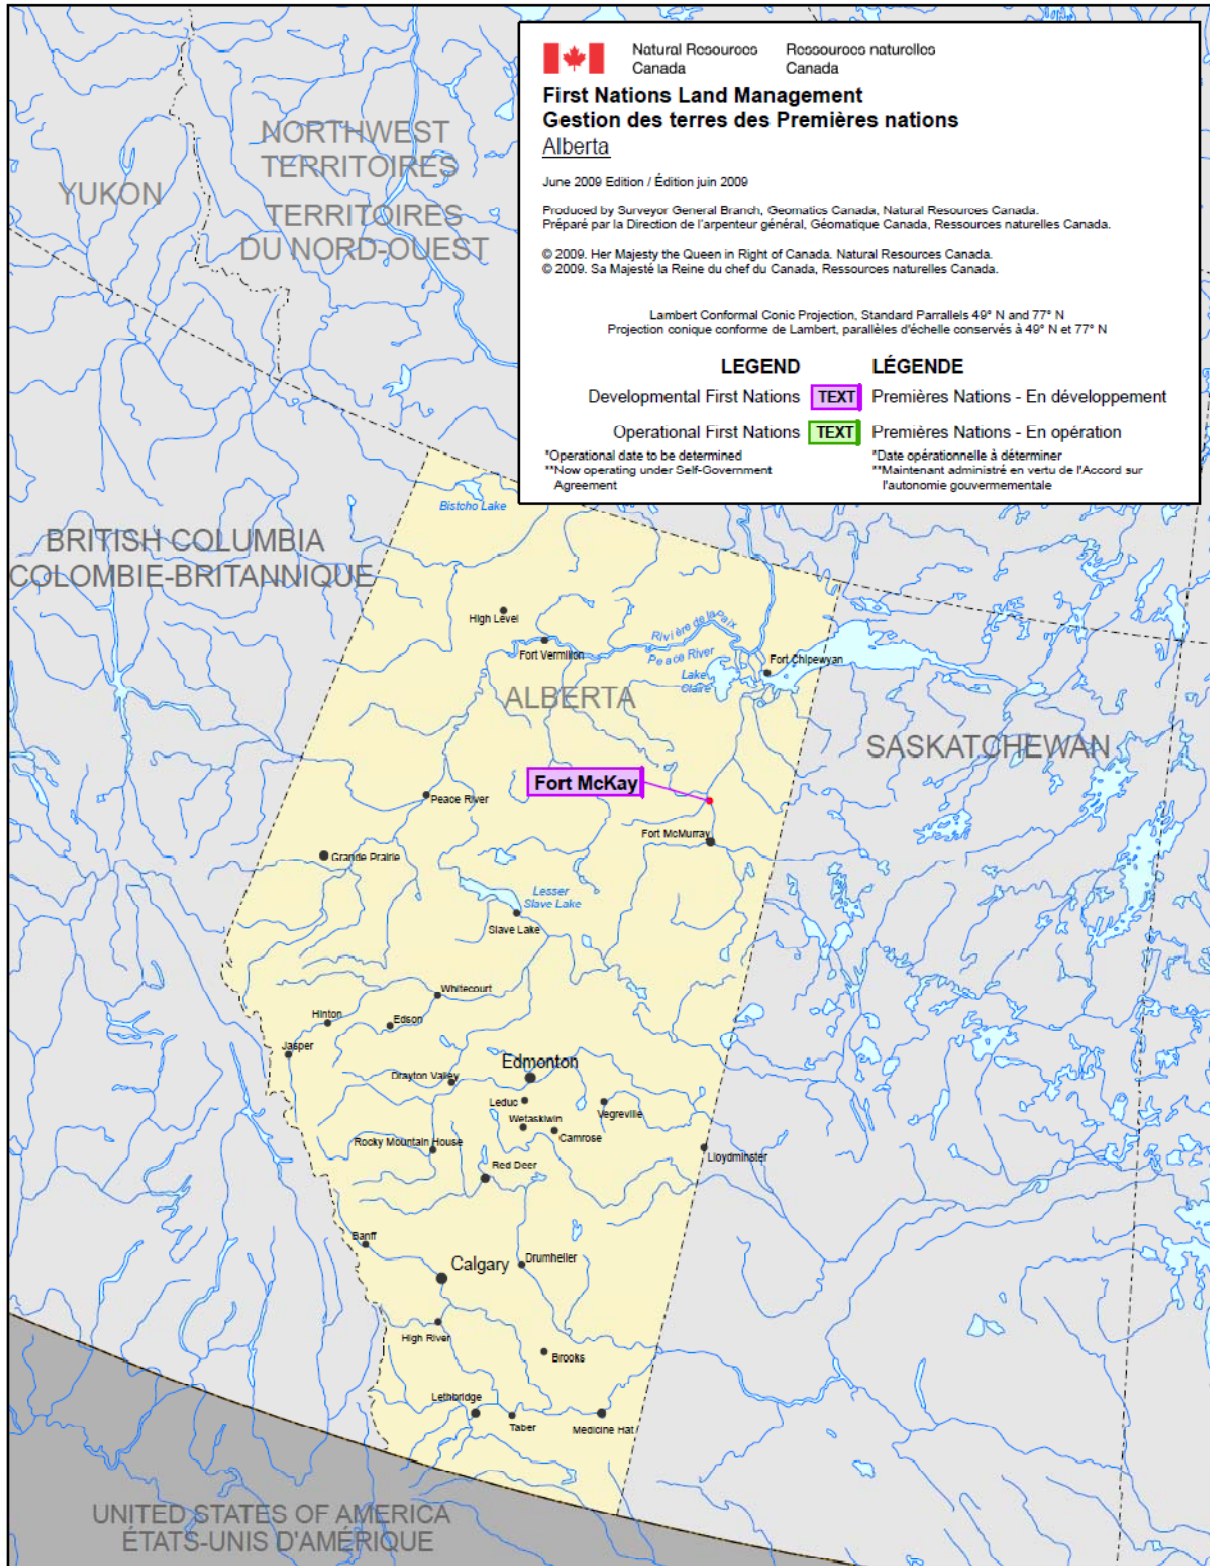 Natural Resources Ressources naturelles
Canada Canada
First Nations Land Management
Gestion des terres des Premières nations
Alberta
June 2009 Edition / Édition juin 2009
Produced by Surveyor General Branch, Geomatics Canada, Natural Resources Canada.
Préparé par la Direction de l'arpenteur général, Géomatique Canada, Ressources naturelles Canada.
© 2009. Her Majesty the Queen in Right of Canada. Natural Resources Canada.
© 2009. Sa Majesté la Reine du chef du Canada, Ressources naturelles Canada.
Lambert Conformal Conic Projection, Standard Parrallels 49° N and 77° N
Projection conique conforme de Lambert, parallèles d'échelle conservés à 49° N et 77° N
LEGEND LÉGENDE
Developmental First Nations TEXT Premières Nations - En développement
Operational First Nations TEXT Premières Nations - En opération
*Operational date to be determined
**Now operating under Self-Government
Agreement
*Date opérationnelle à déterminer
**Maintenant administré en vertu de l'Accord sur
l'autonomie gouvermementale
NORTHWEST
TERRITOIRES
YUKON
TERRITOIRES
DU NORD-OUEST
Bistcho Lake
BRITISH COLUMBIA
COLOMBIE-BRITANNIQUE
High Level
Rivière de la Paix
Fort Vermilion
Peace River
Fort Chipewyan
Lake
Claire
ALBERTA
SASKATCHEWAN
Fort McKay
Peace River
Fort McMurray
Grande Prairie
Lesser
Slave Lake
Slave Lake
Whitecourt
Hinton
Edson
Jasper
Edmonton
Drayton Valley
Leduc
Vegreville
Wetaskiwin
Camrose
Rocky Mountain House
Lloydminster
Red Deer
Banff
Calgary
Drumheller
High River
Brooks
Lethbridge
Taber
Medicine Hat
UNITED STATES OF AMERICA
ÉTATS-UNIS D'AMÉRIQUE